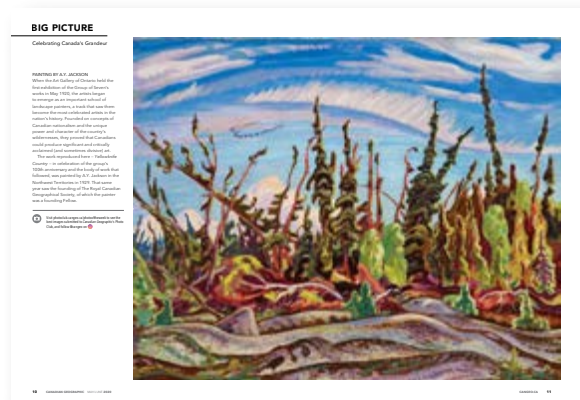 BIG PICTURE
Celebrating Canada's Grandeur
PAINTING BY A.Y. JACKSON
When the Art Gallery of Ontario held the
first exhibition of the Group of Seven's
works in May 1920, the artists began
to emerge as an important school of
landscape painters, a track that saw them
become the most celebrated artists in the
nation's history. Founded on concepts of
Canadian nationalism and the unique
power and character of the country's
wilderness, they proved that Canadians
could produce significant and critically
acclaimed (and sometimes divisive) art.
The work reproduced here – Yellowknife
Country – in celebration of the group's
100th anniversary and the body of work that
followed, was painted by A.Y. Jackson in the
Northwest Territories in 1929. That same
year saw the founding of The Royal Canadian
Geographical Society, of which the painter
was a founding Fellow.
10 CANADIAN GEOGRAPHIC 2020
CANGEO.CA 11